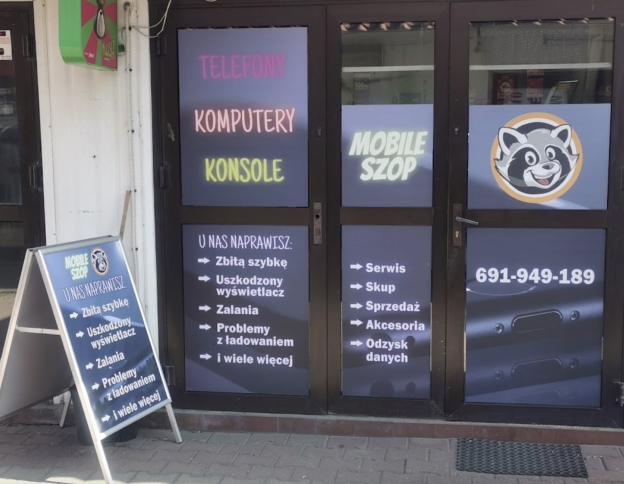 TELEFONY
KOMPUTERY
KONSOLE
MOBILE
SZOP
U NAS NAPRAWISZ:
Zbitą szybkę
Uszkodzony
wyświetlacz
Zalania
Problemy
z ładowaniem
i wiele więcej
Serwis
Skup
Sprzedaż
Akcesoria
Odzysk
danych
691-949-189
MOBILE
SZOP
U NAS NAPRAWISZ
Zbitą szybkę
Uszkodzony
wyświetlacz
Zalania
Problemy
z ładowaniem
i wiele więcej